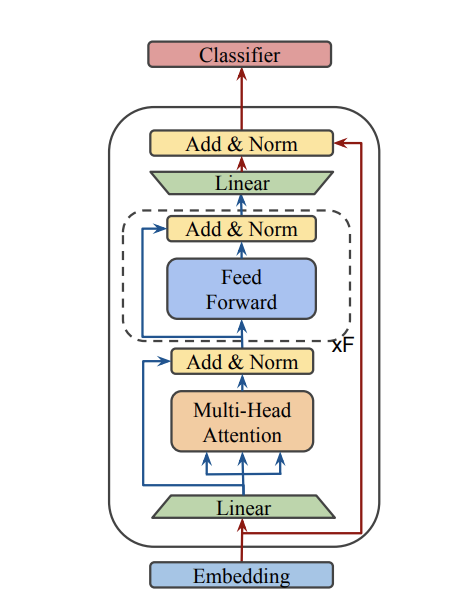 Classifier
Add & Norm
Linear
Add & Norm
Feed
Forward
xF
Add & Norm
Multi-Head
Attention
Linear
Embedding